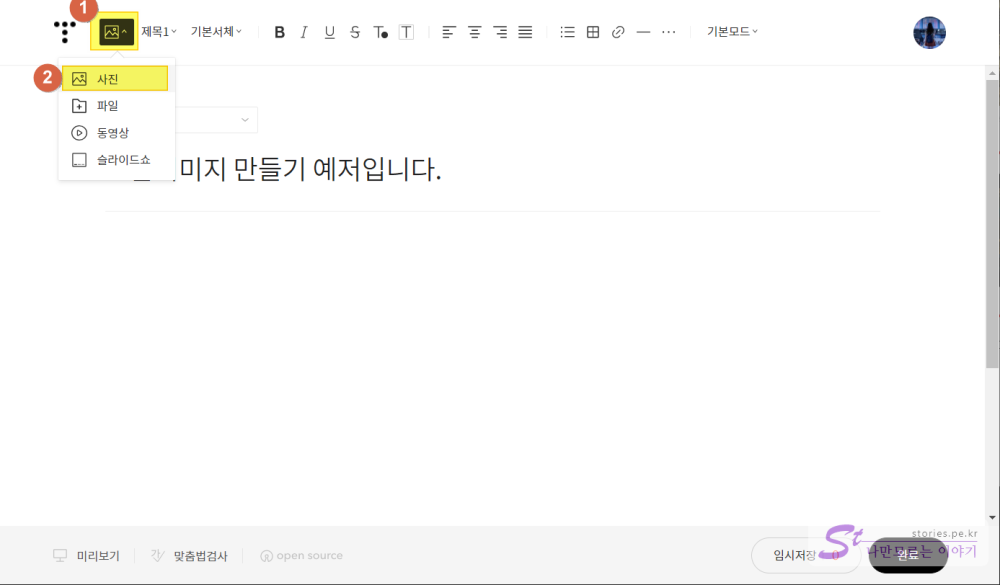 1
제목1 기본서체 B I U S T T 기본모드
2 사진
파일
동영상
슬라이드쇼
미지 만들기 예저입니다.
미리보기 맞춤법검사 open source 임시저장 완료
stories.pe.kr
St 나만모르는 이야기